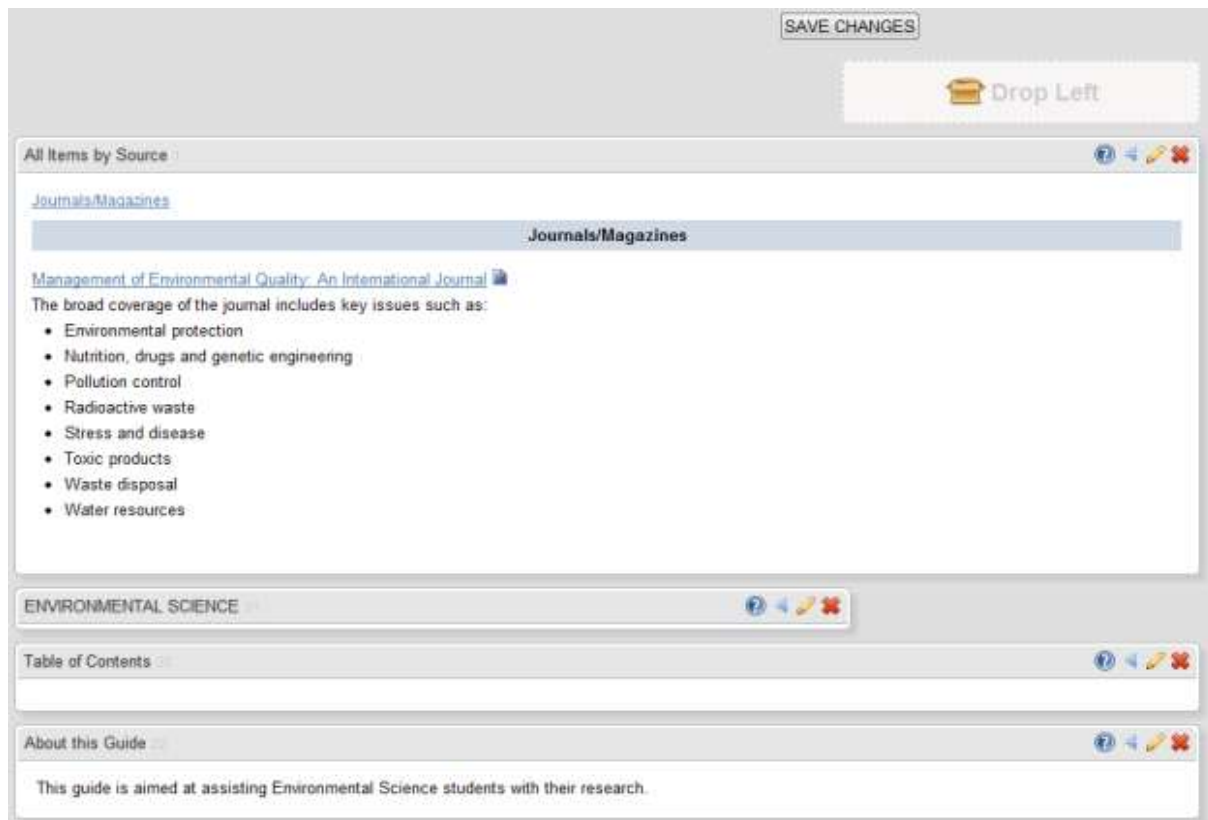 SAVE CHANGES
Drop Left
All Items by Source
Journals/Magazines
Journals/Magazines
Management of Environmental Quality: An International Journal
The broad coverage of the journal includes key issues such as:
• Environmental protection
• Nutrition, drugs and genetic engineering
• Pollution control
• Radioactive waste
• Stress and disease
• Toxic products
• Waste disposal
• Water resources
ENVIRONMENTAL SCIENCE
Table of Contents
About this Guide
This guide is aimed at assisting Environmental Science students with their research.